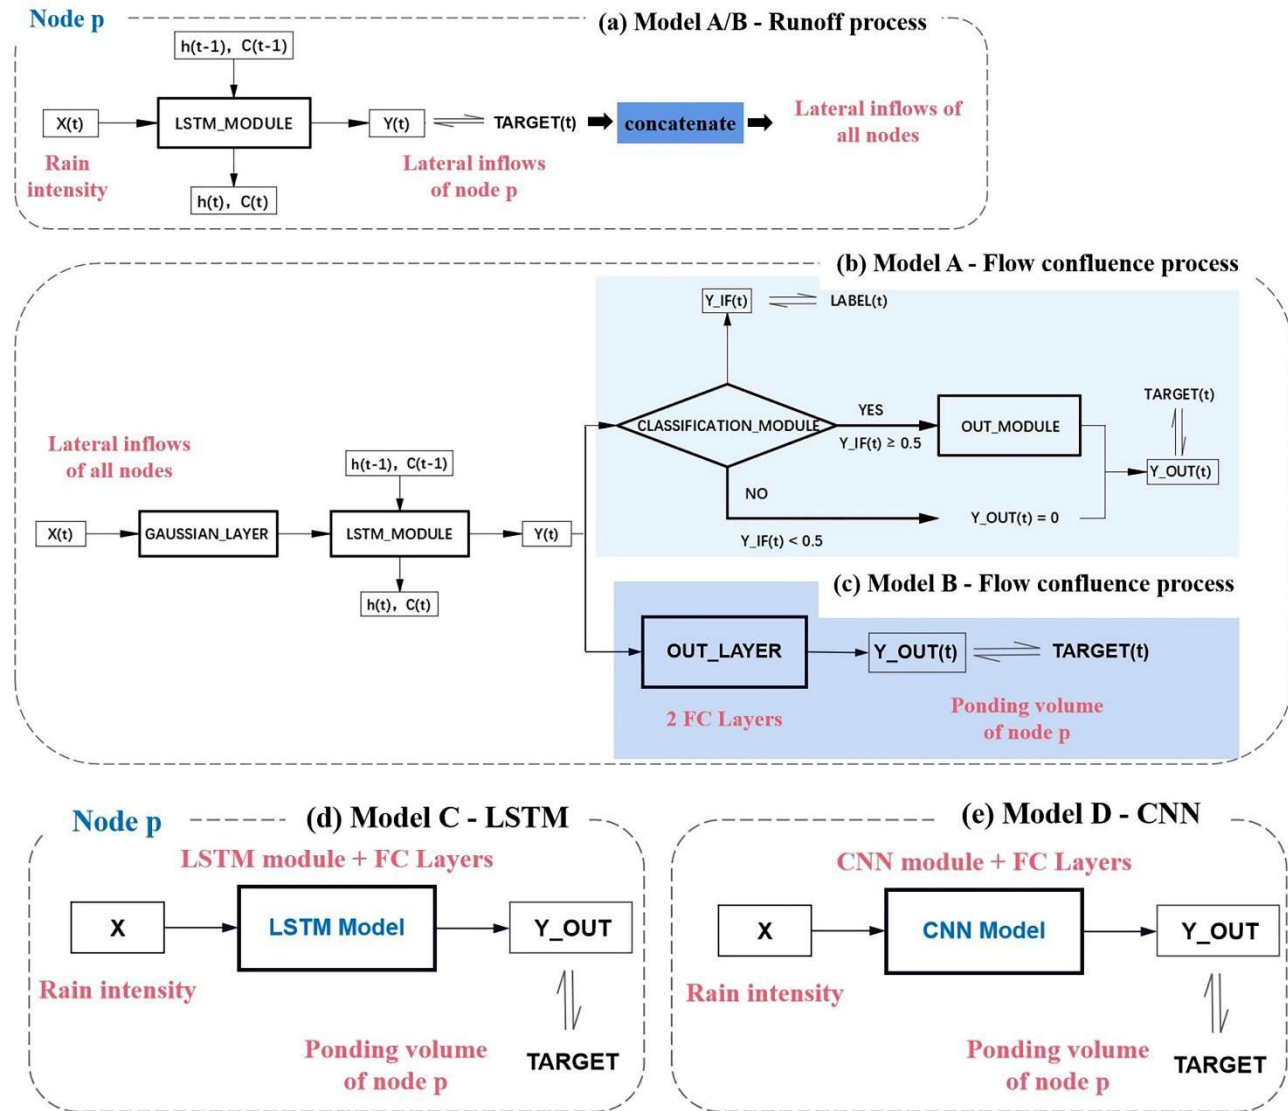 Node p
(a) Model A/B - Runoff process
h(t-1), C(t-1)
X(t)
LSTM_MODULE
Y(t)
TARGET(t)
concatenate
Lateral inflows of
all nodes
Rain
intensity
Lateral inflows
of node p
h(t), C(t)
(b) Model A - Flow confluence process
Y_IF(t)
LABEL(t)
CLASSIFICATION_MODULE
YES
Y_IF(t) ≥ 0.5
OUT_MODULE
TARGET(t)
Y_OUT(t)
NO
Y_IF(t) < 0.5
Y_OUT(t) = 0
Lateral inflows
of all nodes
h(t-1), C(t-1)
X(t)
GAUSSIAN_LAYER
LSTM_MODULE
Y(t)
h(t), C(t)
(c) Model B - Flow confluence process
OUT_LAYER
Y_OUT(t)
TARGET(t)
2 FC Layers
Ponding volume
of node p
Node p
(d) Model C - LSTM
LSTM module + FC Layers
X
LSTM Model
Y_OUT
Rain intensity
Ponding volume
of node p
TARGET
(e) Model D - CNN
CNN module + FC Layers
X
CNN Model
Y_OUT
Rain intensity
Ponding volume
of node p
TARGET